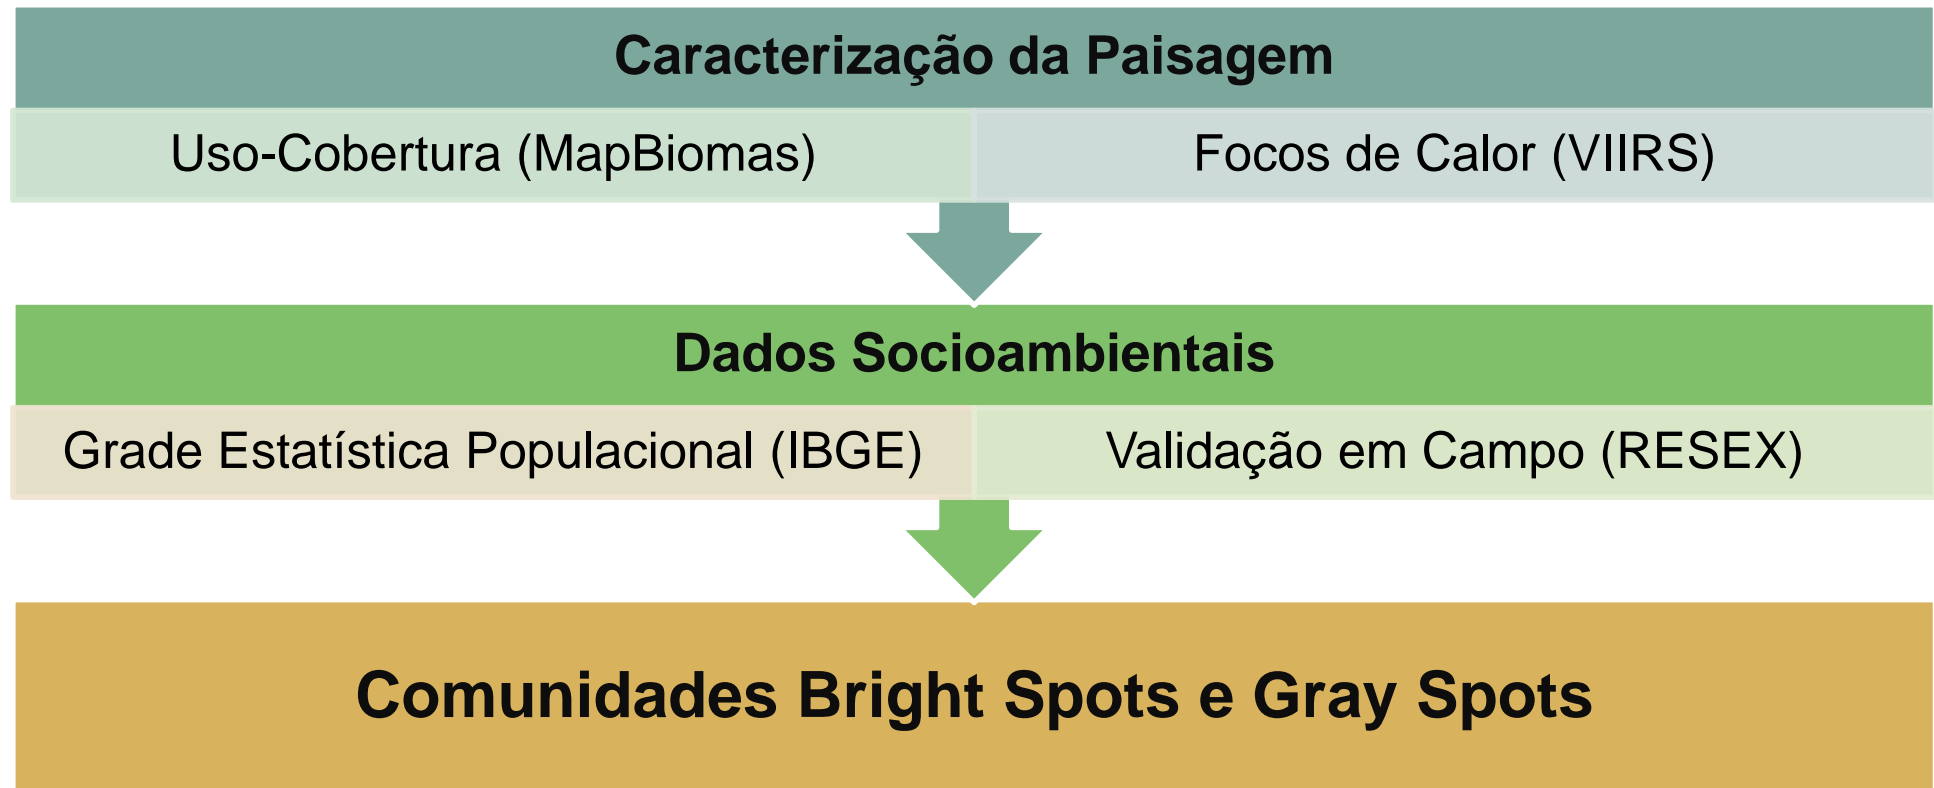 Caracterização da Paisagem
Uso-Cobertura (MapBiomas)
Focos de Calor (VIIRS)
Dados Socioambientais
Grade Estatística Populacional (IBGE)
Validação em Campo (RESEX)
Comunidades Bright Spots e Gray Spots